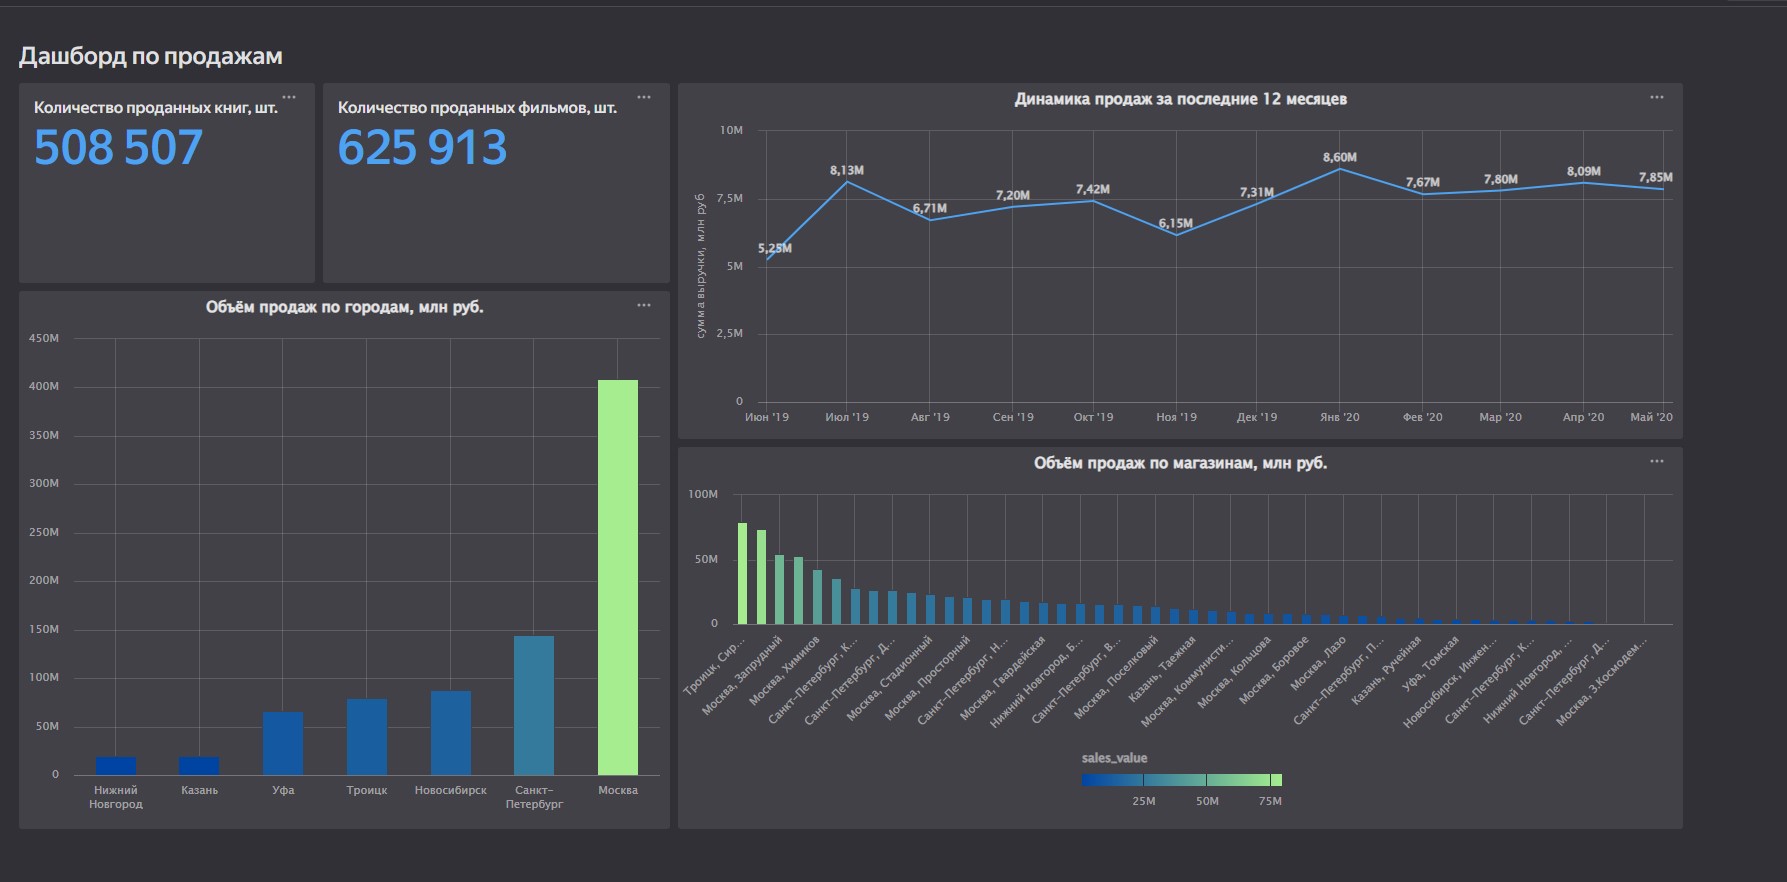 Дашборд по продажам
Количество проданных книг, шт.
508 507
Количество проданных фильмов, шт.
625 913
Динамика продаж за последние 12 месяцев
сумма выручки, млн руб
10M
7,5M
5M
2,5M
0
5,25M
8,13M
6,71M
7,20M
7,42M
6,15M
7,31M
8,60M
7,67M
7,80M
8,09M
7,85M
Июн '19
Июл '19
Авг '19
Сен '19
Окт '19
Ноя '19
Дек '19
Янв '20
Фев '20
Мар '20
Апр '20
Май '20
Объём продаж по городам, млн руб.
450M
400M
350M
300M
250M
200M
150M
100M
50M
0
Нижний
Новгород
Казань
Уфа
Троицк
Новосибирск
Санкт-
Петербург
Москва
Объём продаж по магазинам, млн руб.
100M
50M
0
Троицк, Сир...
Москва, Запрудный
Москва, Химиков
Санкт-Петербург, К...
Санкт-Петербург, Д...
Москва, Стадионный
Москва, Просторный
Санкт-Петербург, Н...
Москва, Гвардейская
Нижний Новгород, Б...
Санкт-Петербург, В...
Москва, Поселковый
Казань, Таежная
Москва, Коммунисти...
Москва, Кольцова
Москва, Боровое
Москва, Лазо
Санкт-Петербург, П...
Казань, Ручейная
Уфа, Томская
Новосибирск, Инжен...
Санкт-Петербург, К...
Нижний Новгород, ...
Санкт-Петербург, Д...
Москва, З.Космодем...
sales_value
25M
50M
75M